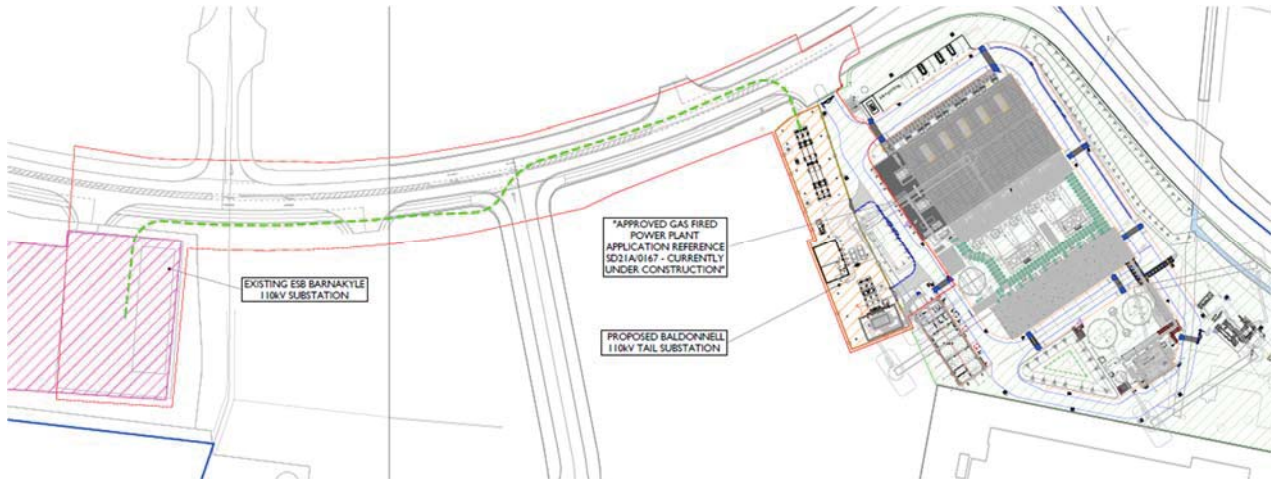 EXISTING ESB BARNAKYLE
110kV SUBSTATION
"APPROVED GAS FIRED
POWER PLANT
APPLICATION REFERENCE
SD21A/0167 - CURRENTLY
UNDER CONSTRUCTION"
PROPOSED BALDONNELL
110kV TAIL SUBSTATION